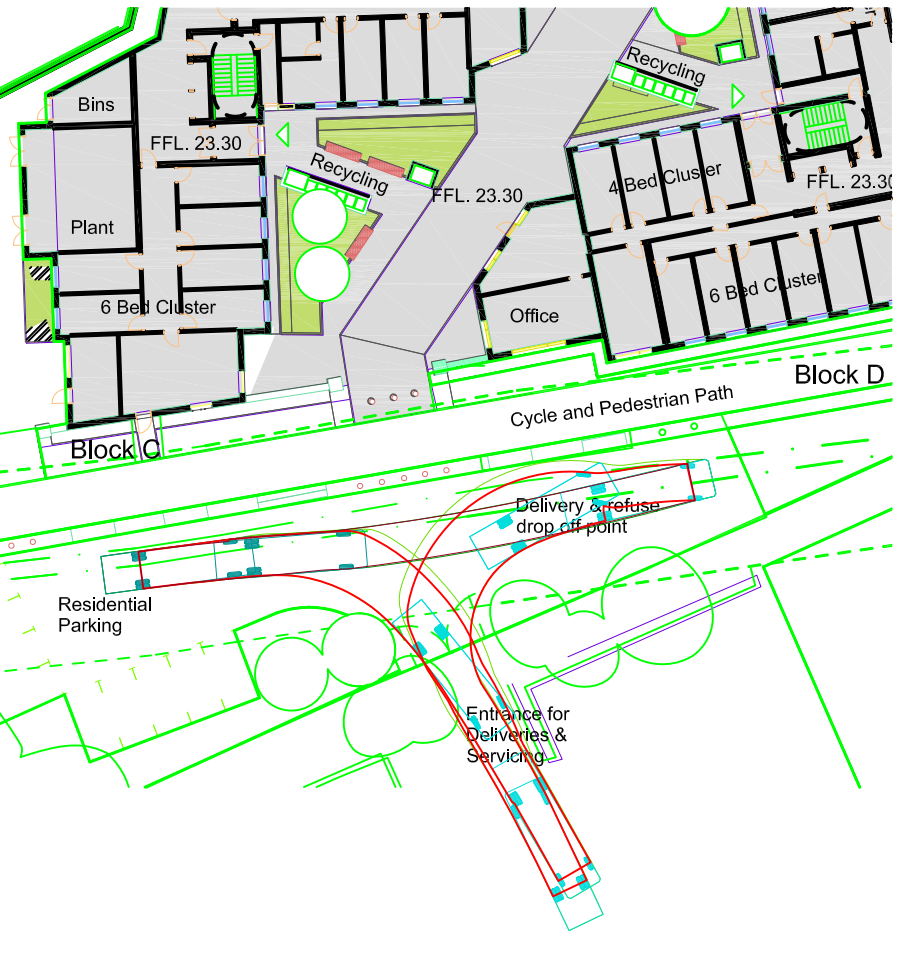 Recycling
Bins
FFL. 23.30
Recycling
4 Bed Cluster
FFL. 23.30
FFL. 23.30
Plant
6 Bed Cluster
6 Bed Cluster
Office
Block D
Cycle and Pedestrian Path
Block C
Delivery & refuse
drop off point
Residential
Parking
Entrance for
Deliveries &
Servicing